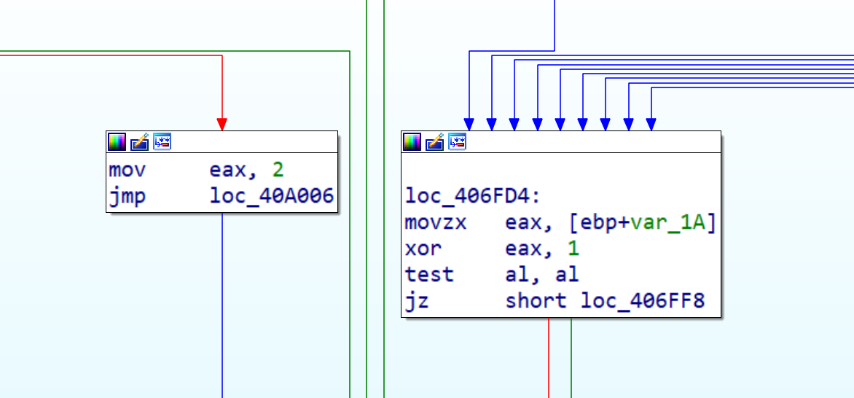 mov eax, 2
jmp loc_40A006
loc_406FD4:
movzx eax, [ebp+var_1A]
xor eax, 1
test al, al
jz short loc_406FF8